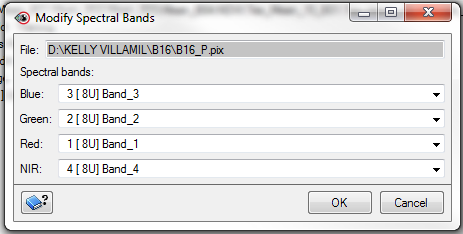 Modify Spectral Bands
File: D:\KELLY VILLAMIL\B16\B16_P.pix
Spectral bands:
Blue: 3 [ 8U] Band_3
Green: 2 [ 8U] Band_2
Red: 1 [ 8U] Band_1
NIR: 4 [ 8U] Band_4
? OK Cancel